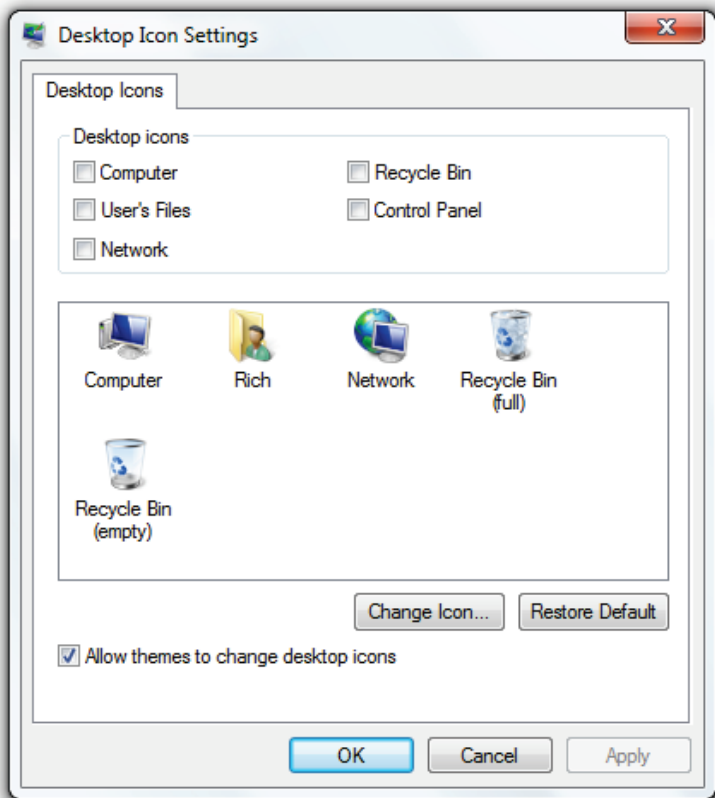 Desktop Icon Settings
Desktop Icons
Desktop icons
Computer
Recycle Bin
User's Files
Control Panel
Network
Computer
Rich
Network
Recycle Bin
(full)
Recycle Bin
(empty)
Change Icon...
Restore Default
Allow themes to change desktop icons
OK
Cancel
Apply